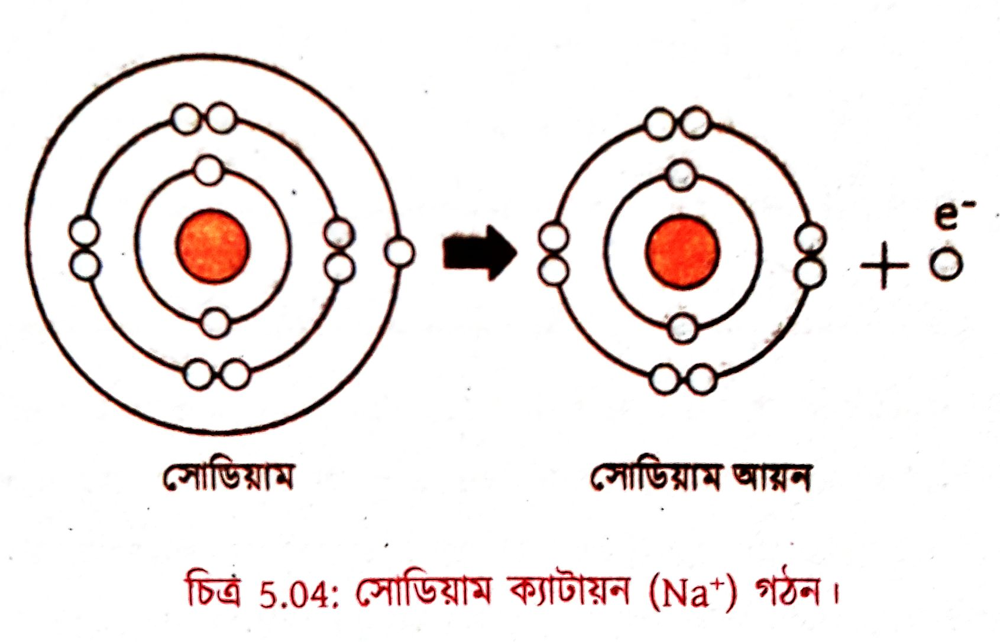 e⁻
সোডিয়াম
সোডিয়াম আয়ন
চিত্র 5.04: সোডিয়াম ক্যাটায়ন (Na⁺) গঠন।